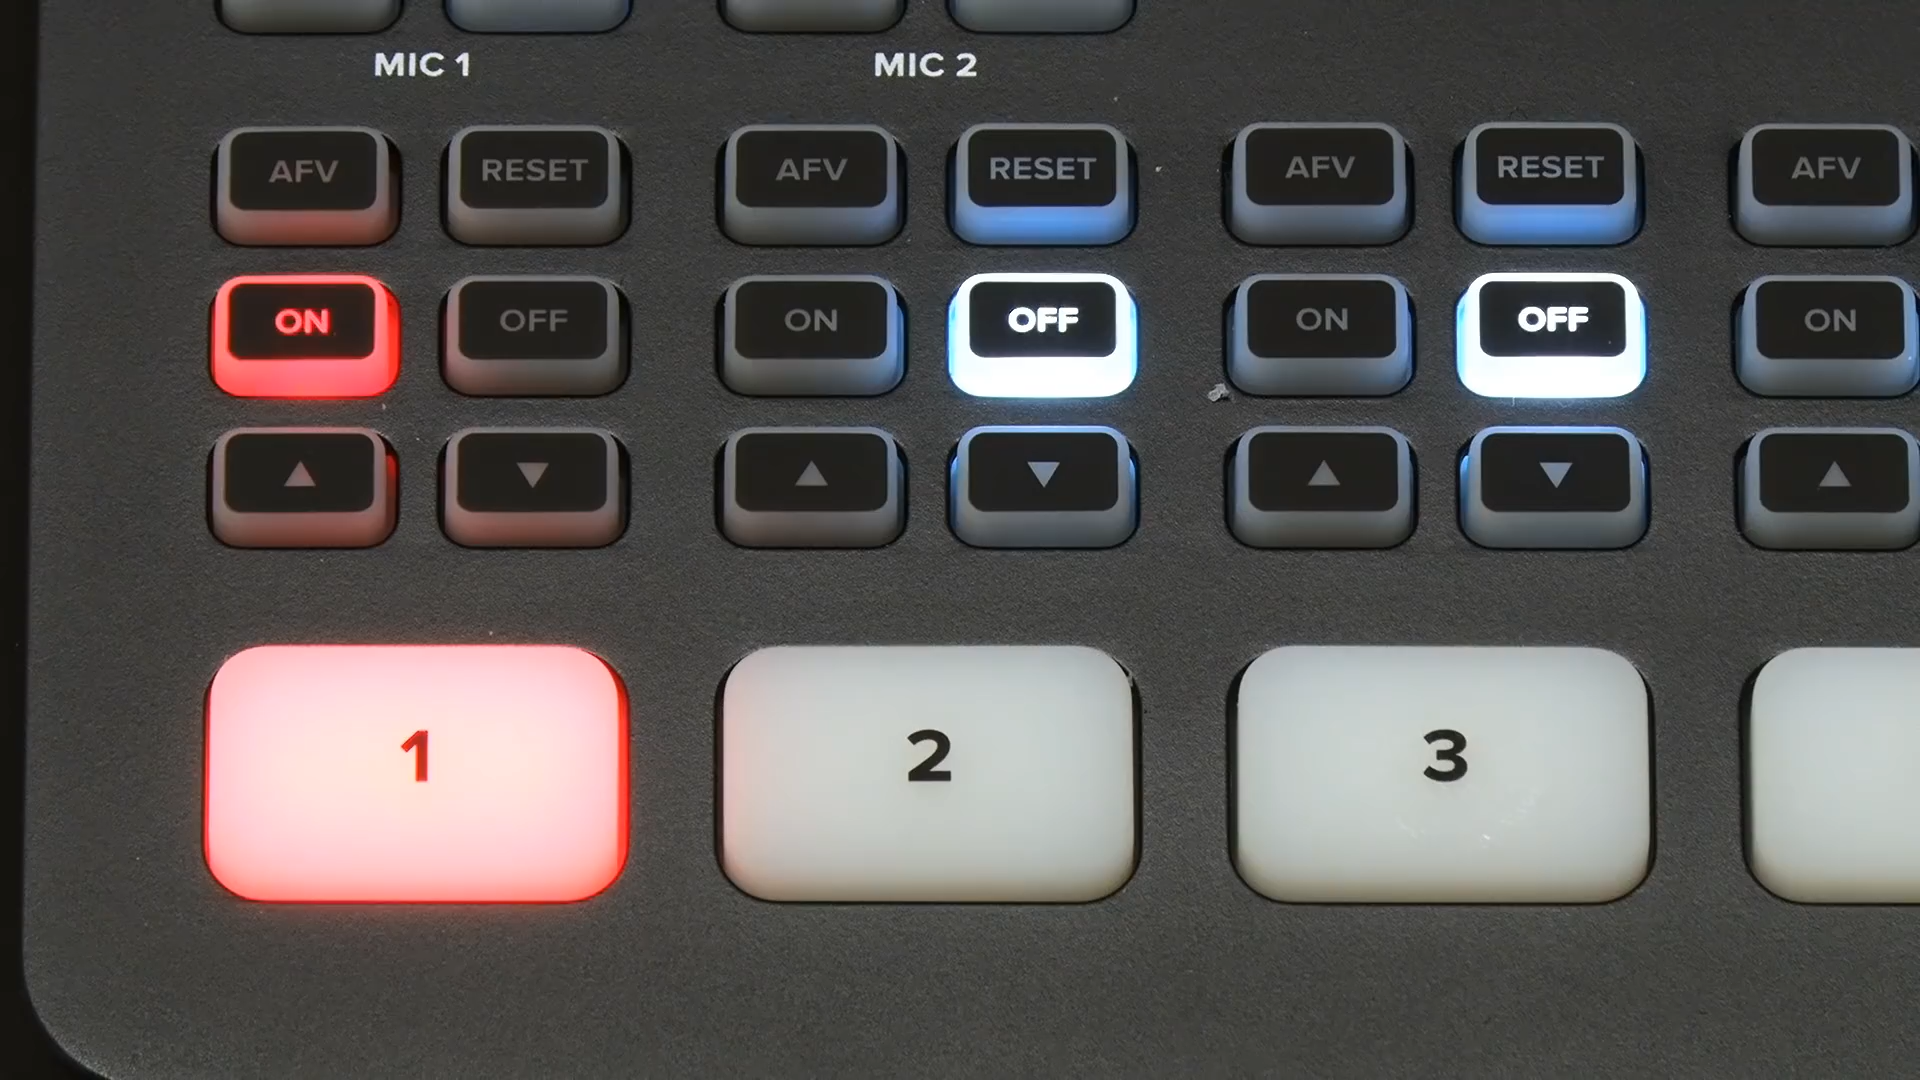 MIC 1 MIC 2
AFV RESET AFV RESET AFV RESET AFV
ON OFF ON OFF ON OFF ON
▲ ▼ ▲ ▼ ▲ ▼ ▲
1 2 3